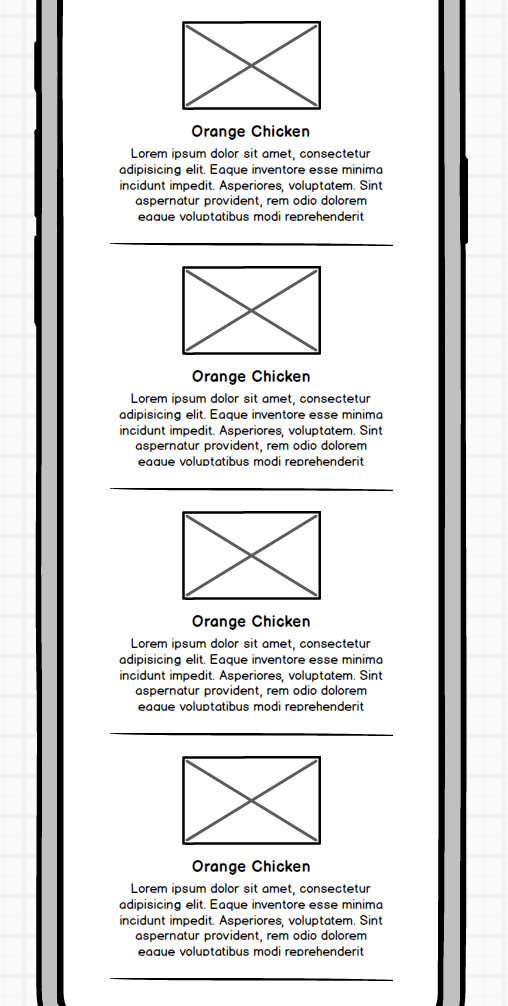 Orange Chicken
Lorem ipsum dolor sit amet, consectetur
adipisicing elit. Eaque inventore esse minima
incidunt impedit. Asperiores, voluptatem. Sint
aspernatur provident, rem odio dolorem
eaque voluptatibus modi reprehenderit
Orange Chicken
Lorem ipsum dolor sit amet, consectetur
adipisicing elit. Eaque inventore esse minima
incidunt impedit. Asperiores, voluptatem. Sint
aspernatur provident, rem odio dolorem
eaque voluptatibus modi reprehenderit
Orange Chicken
Lorem ipsum dolor sit amet, consectetur
adipisicing elit. Eaque inventore esse minima
incidunt impedit. Asperiores, voluptatem. Sint
aspernatur provident, rem odio dolorem
eaque voluptatibus modi reprehenderit
Orange Chicken
Lorem ipsum dolor sit amet, consectetur
adipisicing elit. Eaque inventore esse minima
incidunt impedit. Asperiores, voluptatem. Sint
aspernatur provident, rem odio dolorem
eaque voluptatibus modi reprehenderit